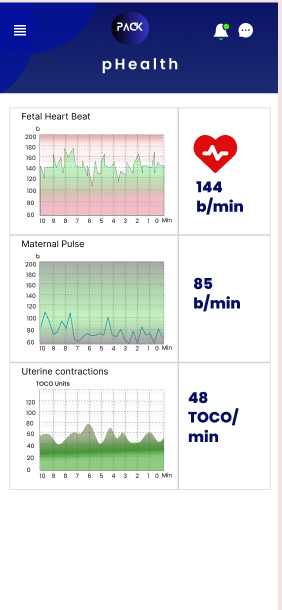 PACK
pHealth
Fetal Heart Beat
b
200
180
160
140
120
100
80
60
10 9 8 7 6 5 4 3 2 1 0 Min
144
b/min
Maternal Pulse
b
200
180
160
140
120
100
80
60
10 9 8 7 6 5 4 3 2 1 0 Min
85
b/min
Uterine contractions
TOCO Units
120
100
80
60
40
20
0
10 9 8 7 6 5 4 3 2 1 0 Min
48
TOCO/
min